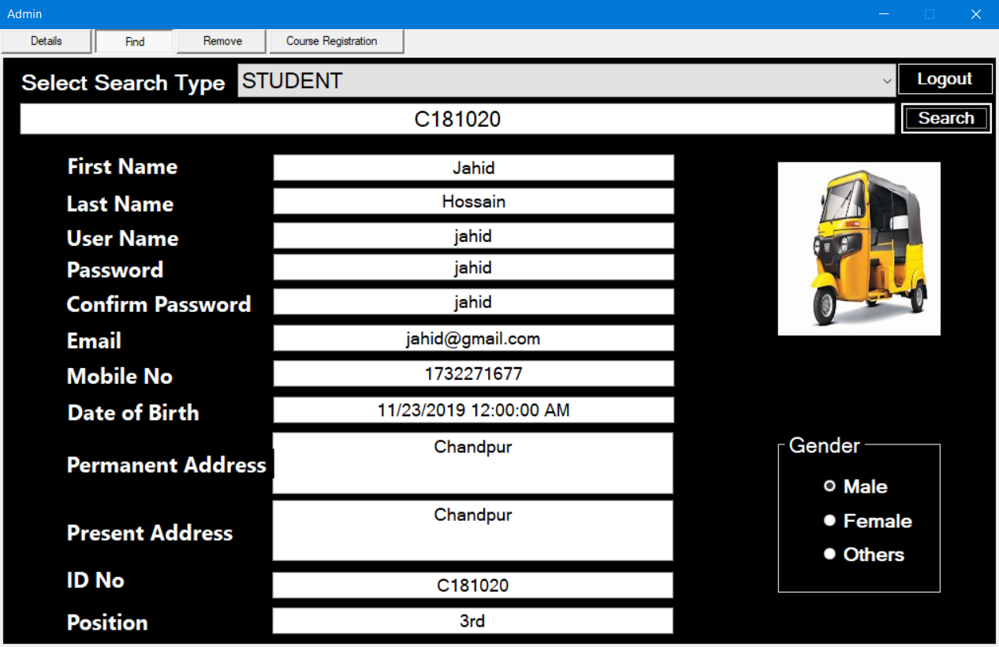 Admin
Details Find Remove Course Registration
Select Search Type STUDENT Logout
C181020 Search
First Name Jahid
Last Name Hossain
User Name jahid
Password jahid
Confirm Password jahid
Email jahid@gmail.com
Mobile No 1732271677
Date of Birth 11/23/2019 12:00:00 AM
Permanent Address Chandpur
Present Address Chandpur
ID No C181020
Position 3rd
Gender
Male
Female
Others